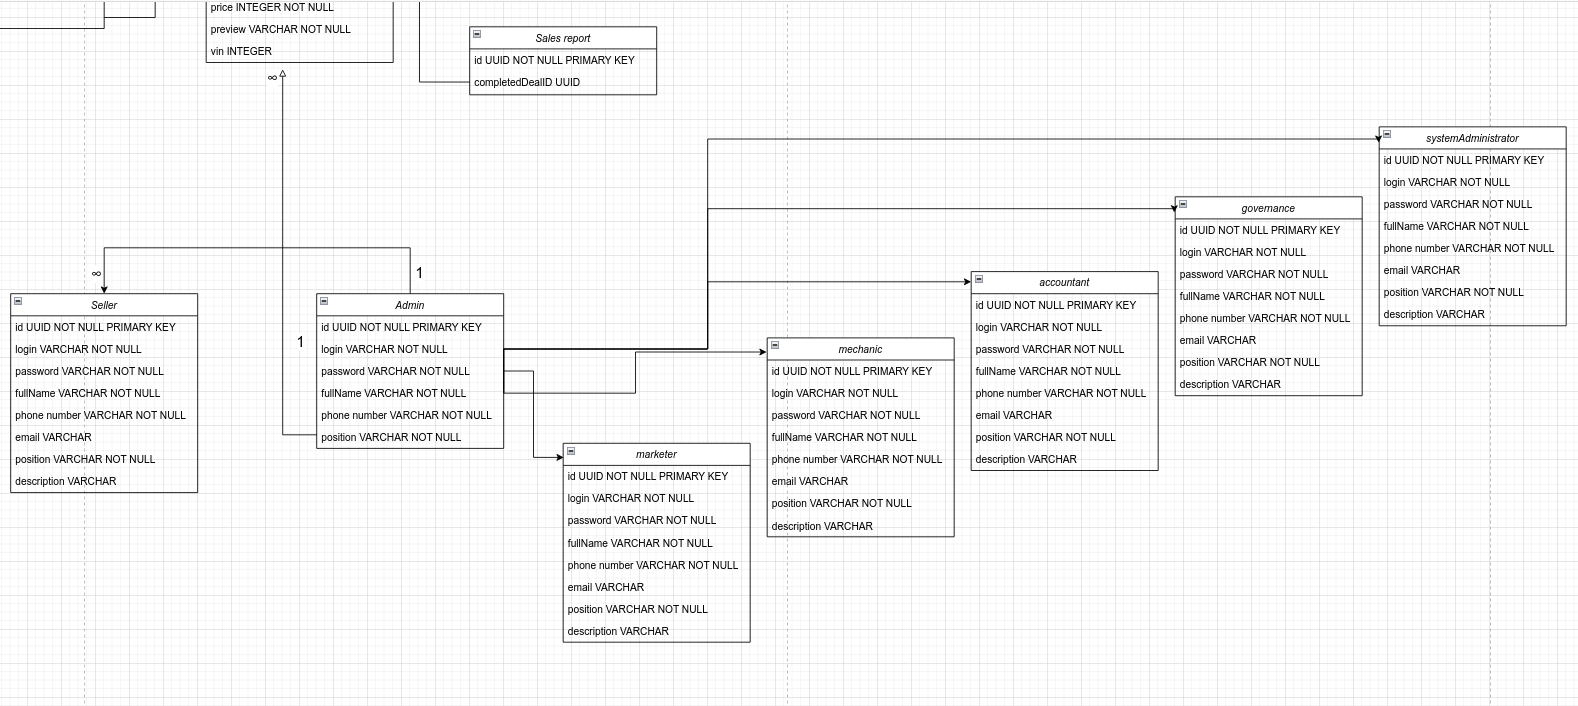 price INTEGER NOT NULL
preview VARCHAR NOT NULL
vin INTEGER
∞
Sales report
id UUID NOT NULL PRIMARY KEY
completedDealID UUID
systemAdministrator
id UUID NOT NULL PRIMARY KEY
login VARCHAR NOT NULL
password VARCHAR NOT NULL
fullName VARCHAR NOT NULL
phone number VARCHAR NOT NULL
email VARCHAR
position VARCHAR NOT NULL
description VARCHAR
governance
id UUID NOT NULL PRIMARY KEY
login VARCHAR NOT NULL
password VARCHAR NOT NULL
fullName VARCHAR NOT NULL
phone number VARCHAR NOT NULL
email VARCHAR
position VARCHAR NOT NULL
description VARCHAR
∞
1
Seller
id UUID NOT NULL PRIMARY KEY
login VARCHAR NOT NULL
password VARCHAR NOT NULL
fullName VARCHAR NOT NULL
phone number VARCHAR NOT NULL
email VARCHAR
position VARCHAR NOT NULL
description VARCHAR
1
Admin
id UUID NOT NULL PRIMARY KEY
login VARCHAR NOT NULL
password VARCHAR NOT NULL
fullName VARCHAR NOT NULL
phone number VARCHAR NOT NULL
position VARCHAR NOT NULL
accountant
id UUID NOT NULL PRIMARY KEY
login VARCHAR NOT NULL
password VARCHAR NOT NULL
fullName VARCHAR NOT NULL
phone number VARCHAR NOT NULL
email VARCHAR
position VARCHAR NOT NULL
description VARCHAR
mechanic
id UUID NOT NULL PRIMARY KEY
login VARCHAR NOT NULL
password VARCHAR NOT NULL
fullName VARCHAR NOT NULL
phone number VARCHAR NOT NULL
email VARCHAR
position VARCHAR NOT NULL
description VARCHAR
marketer
id UUID NOT NULL PRIMARY KEY
login VARCHAR NOT NULL
password VARCHAR NOT NULL
fullName VARCHAR NOT NULL
phone number VARCHAR NOT NULL
email VARCHAR
position VARCHAR NOT NULL
description VARCHAR